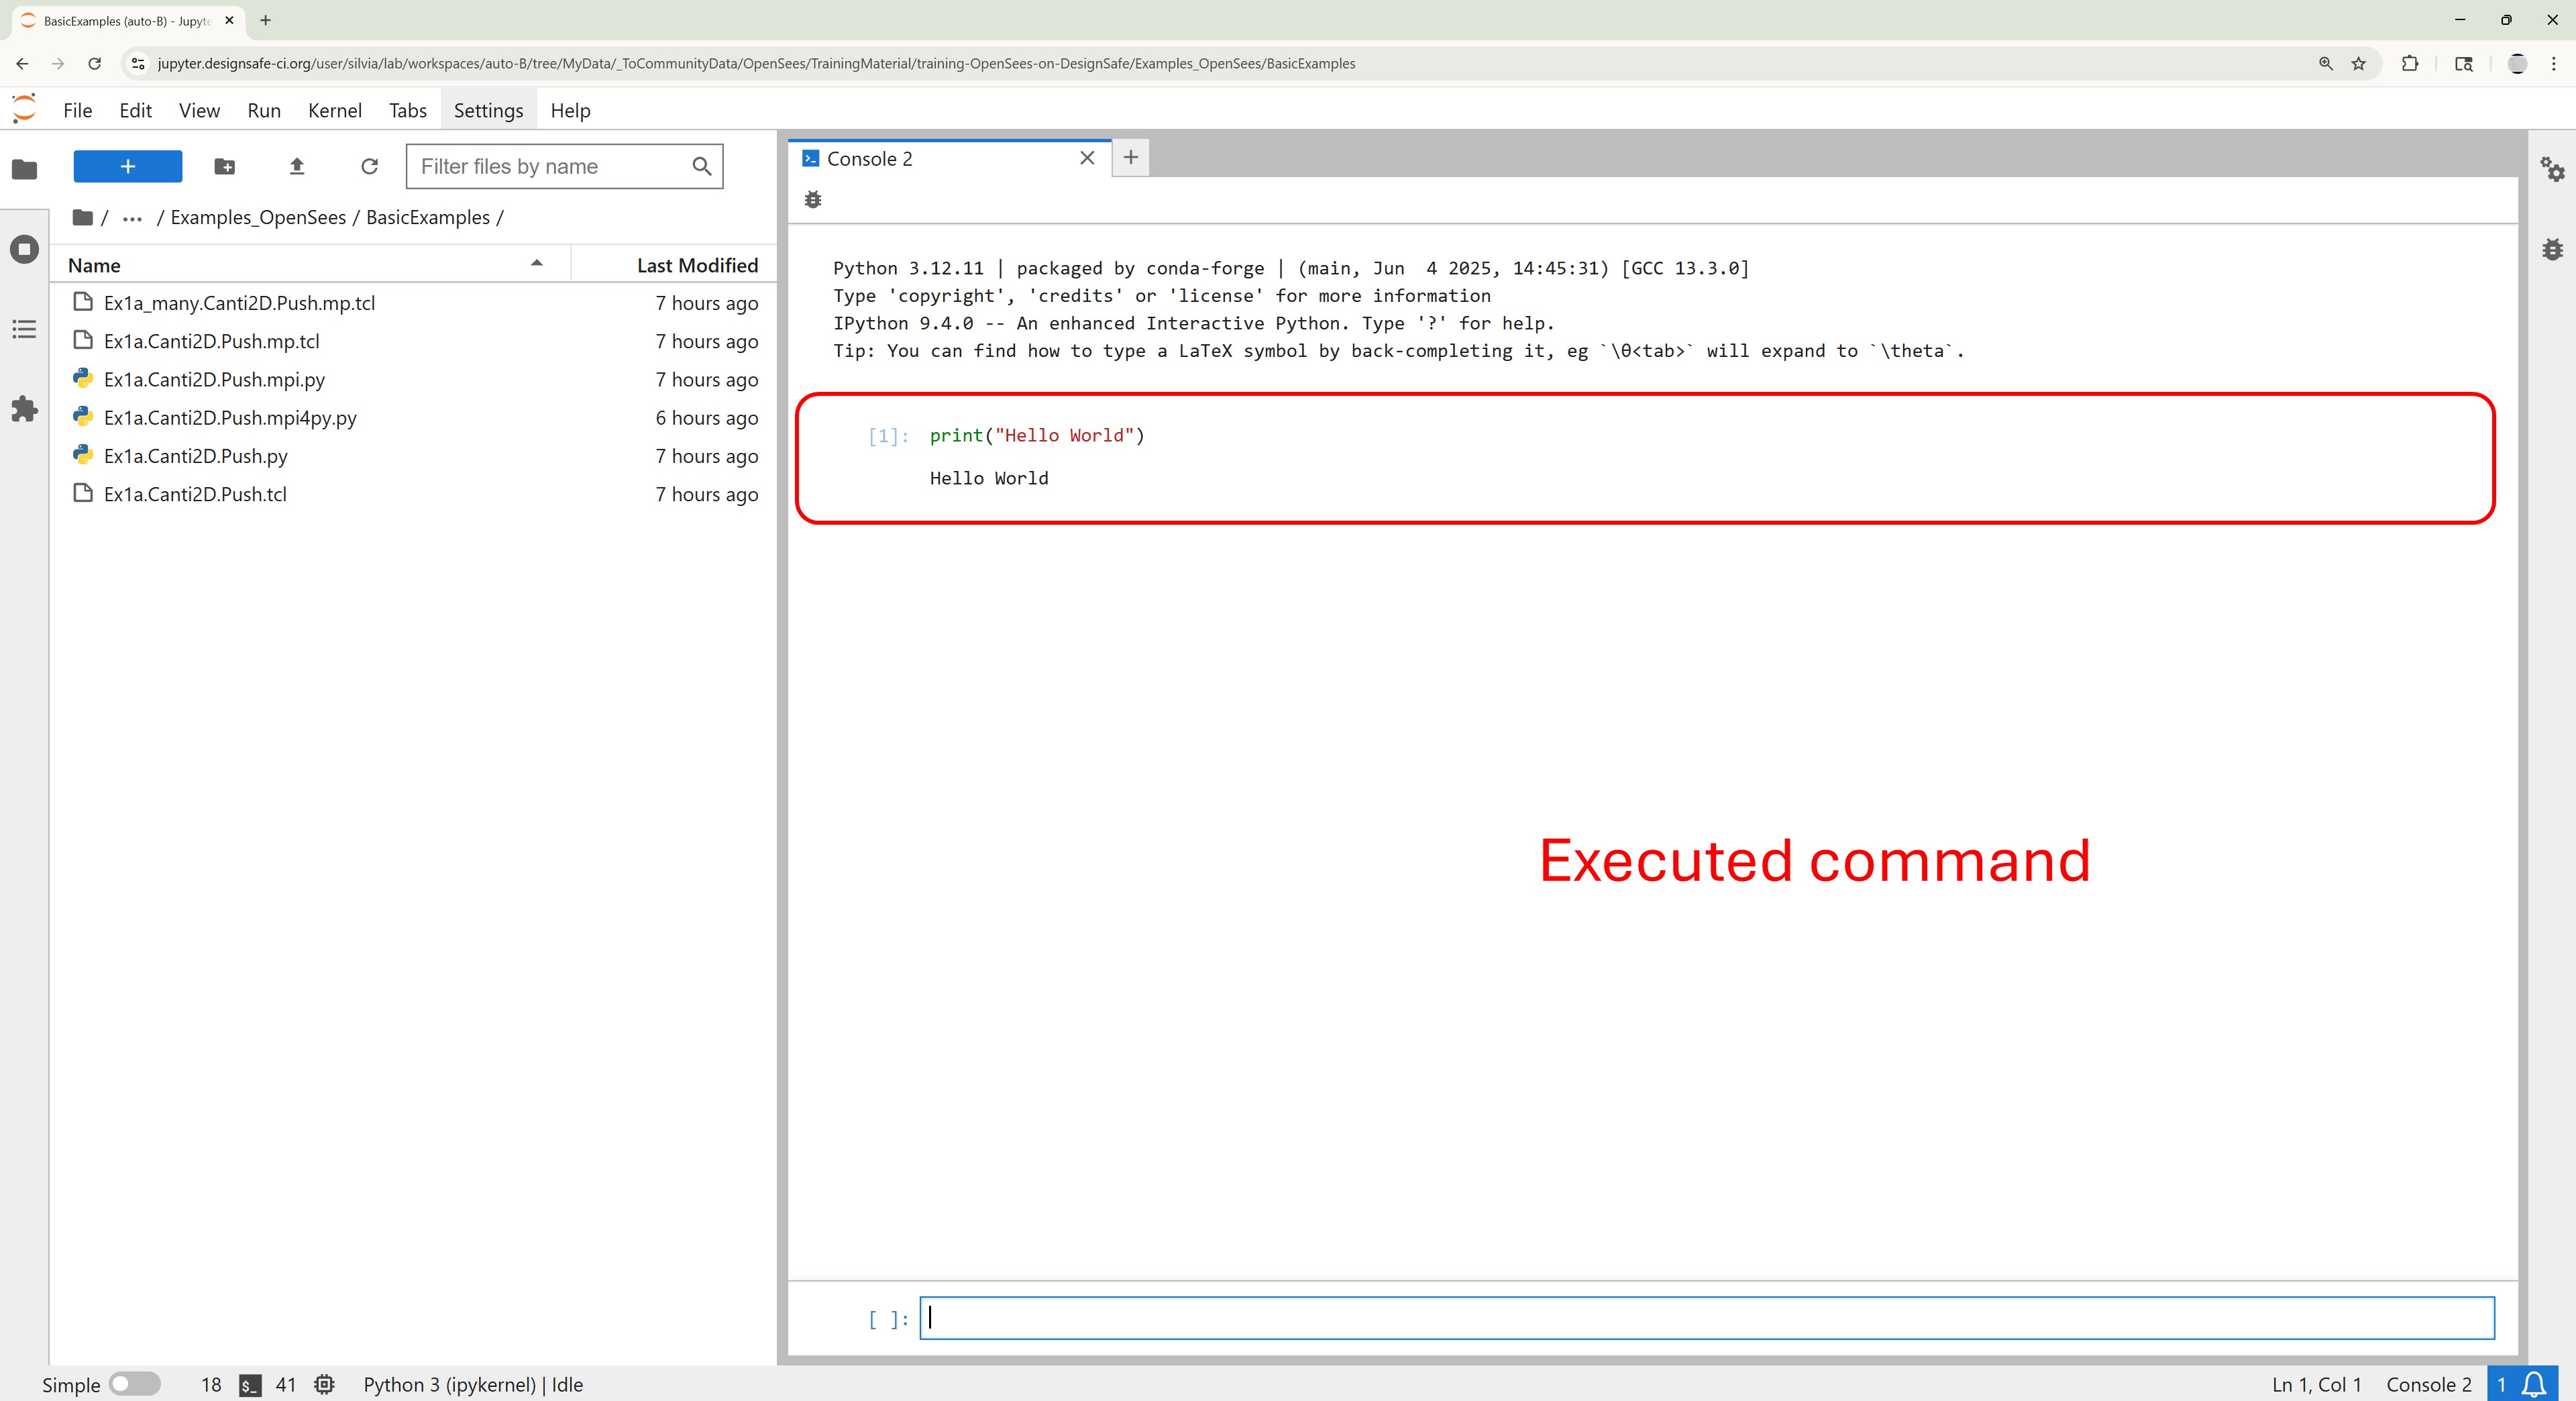 BasicExamples (auto-B) - Jupyte
jupyter.designsafe-ci.org/user/silvia/lab/workspaces/auto-B/tree/MyData/_ToCommunityData/OpenSees/TrainingMaterial/training-OpenSees-on-DesignSafe/Examples_OpenSees/BasicExamples
File Edit View Run Kernel Tabs Settings Help
+ Filter files by name
/ ... / Examples_OpenSees / BasicExamples /
Name Last Modified
Ex1a_many.Canti2D.Push.mp.tcl 7 hours ago
Ex1a.Canti2D.Push.mp.tcl 7 hours ago
Ex1a.Canti2D.Push.mpi.py 7 hours ago
Ex1a.Canti2D.Push.mpi4py.py 6 hours ago
Ex1a.Canti2D.Push.py 7 hours ago
Ex1a.Canti2D.Push.tcl 7 hours ago
Console 2
Python 3.12.11 | packaged by conda-forge | (main, Jun  4 2025, 14:45:31) [GCC 13.3.0]
Type 'copyright', 'credits' or 'license' for more information
IPython 9.4.0 -- An enhanced Interactive Python. Type '?' for help.
Tip: You can find how to type a LaTeX symbol by back-completing it, eg `\θ<tab>` will expand to `\theta`.
[1]: print("Hello World")
Hello World
Executed command
[ ]:
Simple 18 $_ 41 Python 3 (ipykernel) | Idle Ln 1, Col 1 Console 2 1